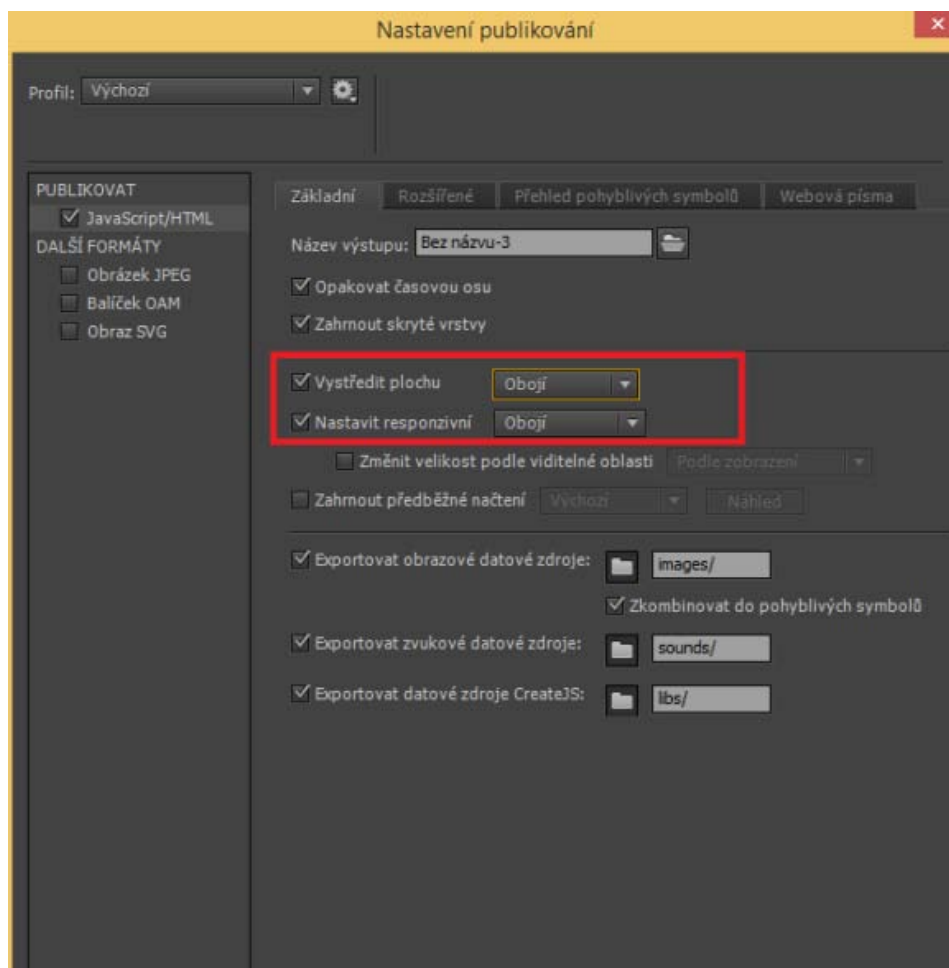 Nastavení publikování
Profil: Výchozí
PUBLIKOVAT
JavaScript/HTML
DALŠÍ FORMÁTY
Obrázek JPEG
Balíček OAM
Obraz SVG
Základní Rozšířené Přehled pohyblivých symbolů Webová písma
Název výstupu: Bez názvu-3
Opakovat časovou osu
Zahrnout skryté vrstvy
Vystředit plochu Obojí
Nastavit responzivní Obojí
Změnit velikost podle viditelné oblasti Podle zobrazení
Zahrnout předběžné načtení Výchozí Náhled
Exportovat obrazové datové zdroje: images/
Zkombinovat do pohyblivých symbolů
Exportovat zvukové datové zdroje: sounds/
Exportovat datové zdroje CreateJS: libs/